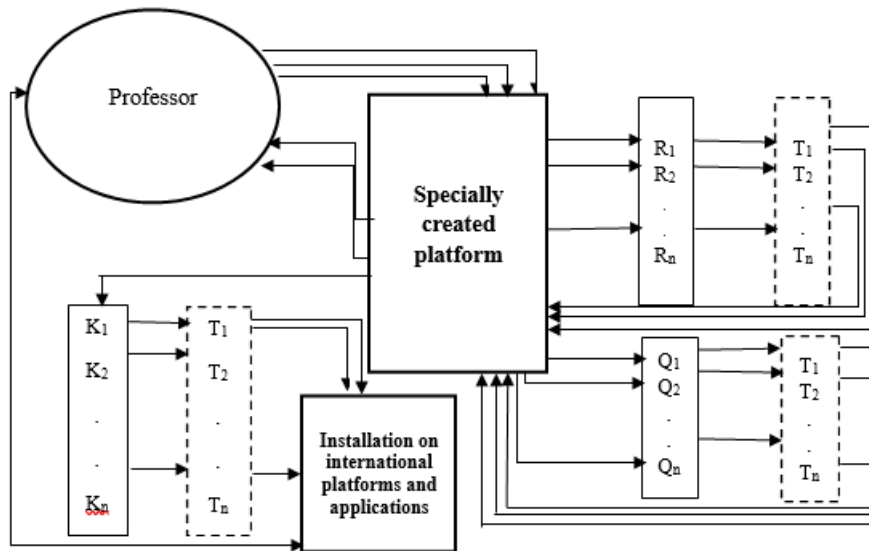 Professor
Specially
created
platform
R1
R2
.
.
Rn
T1
T2
.
.
Tn
K1
K2
.
.
Kn
T1
T2
.
.
Tn
Installation on
international
platforms and
applications
Q1
Q2
.
.
Qn
T1
T2
.
.
Tn